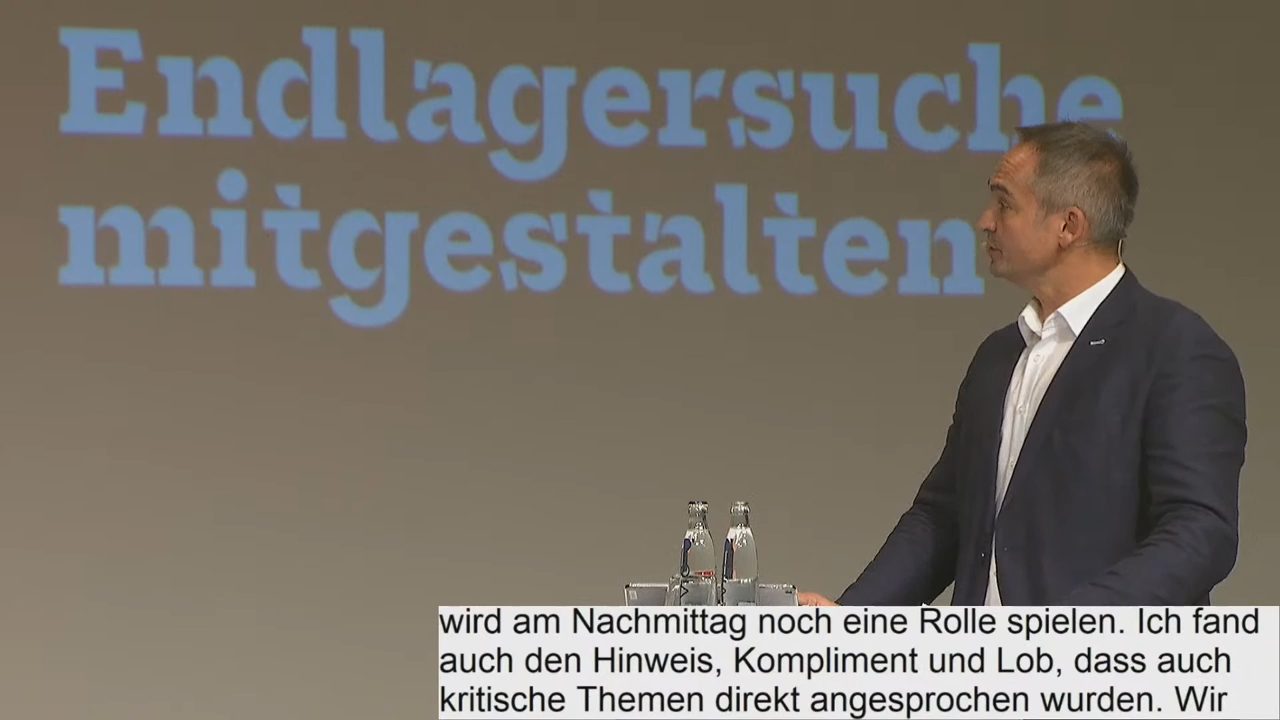 Endlagersuche
mitgestalten
wird am Nachmittag noch eine Rolle spielen. Ich fand
auch den Hinweis, Kompliment und Lob, dass auch
kritische Themen direkt angesprochen wurden. Wir